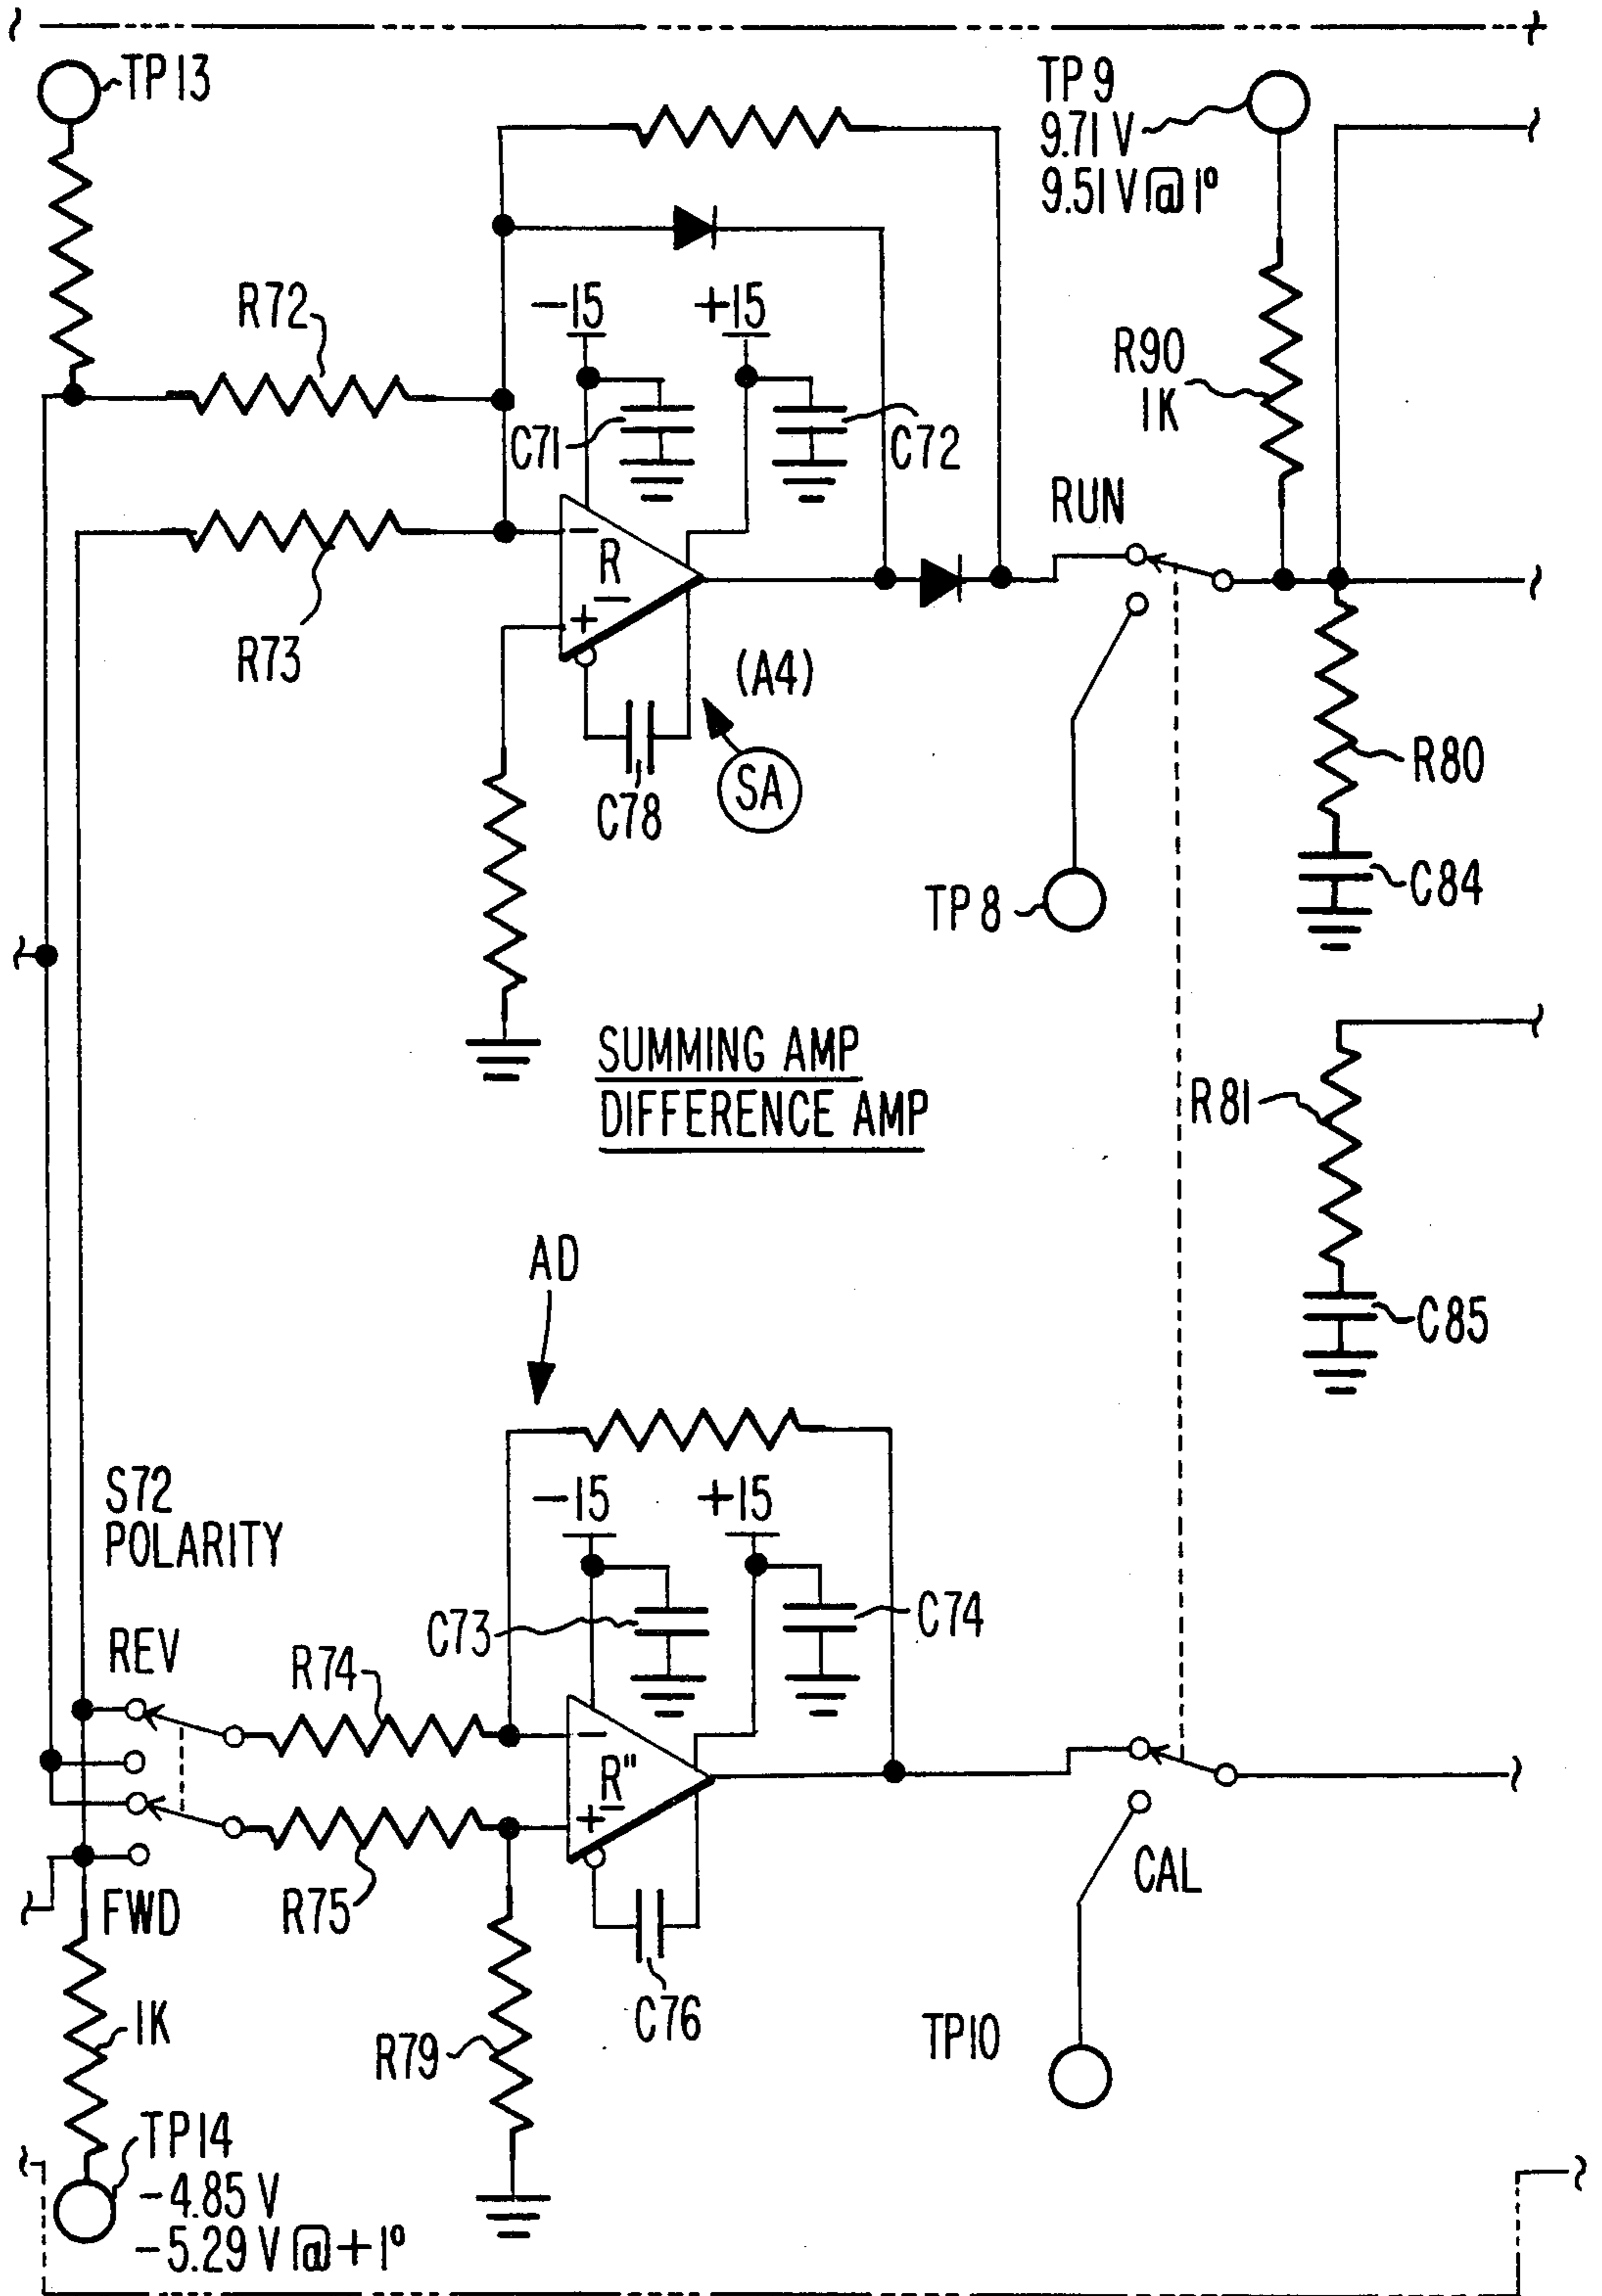 TP13
TP 9
9.71 V
9.51 V @ 1°
R72
-15
+15
R90
1K
C71
C72
RUN
R73
-
R
+
(A4)
SA
C78
R80
TP 8
C84
SUMMING AMP
DIFFERENCE AMP
R81
AD
C85
S72
POLARITY
-15
+15
C73
C74
REV
R74
-
R"
+
FWD
R75
CAL
C76
1K
R79
TP10
TP14
-4.85 V
-5.29 V @ +1°